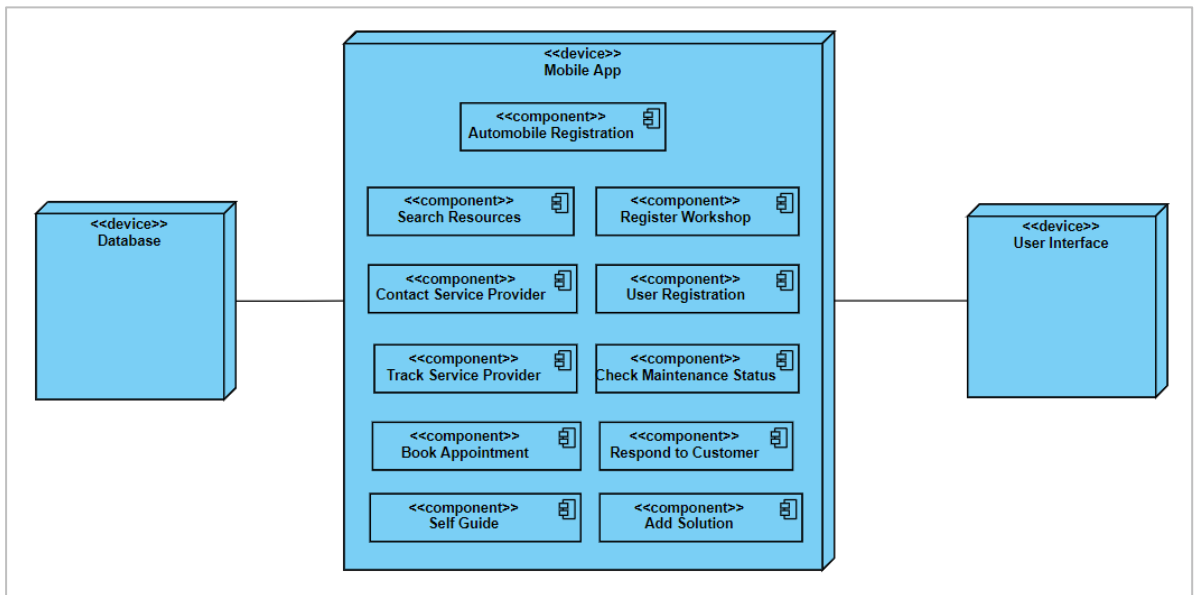 <<device>>
Mobile App
<<component>>
Automobile Registration
<<component>>
Search Resources
<<component>>
Register Workshop
<<device>>
Database
<<device>>
User Interface
<<component>>
Contact Service Provider
<<component>>
User Registration
<<component>>
Track Service Provider
<<component>>
Check Maintenance Status
<<component>>
Book Appointment
<<component>>
Respond to Customer
<<component>>
Self Guide
<<component>>
Add Solution